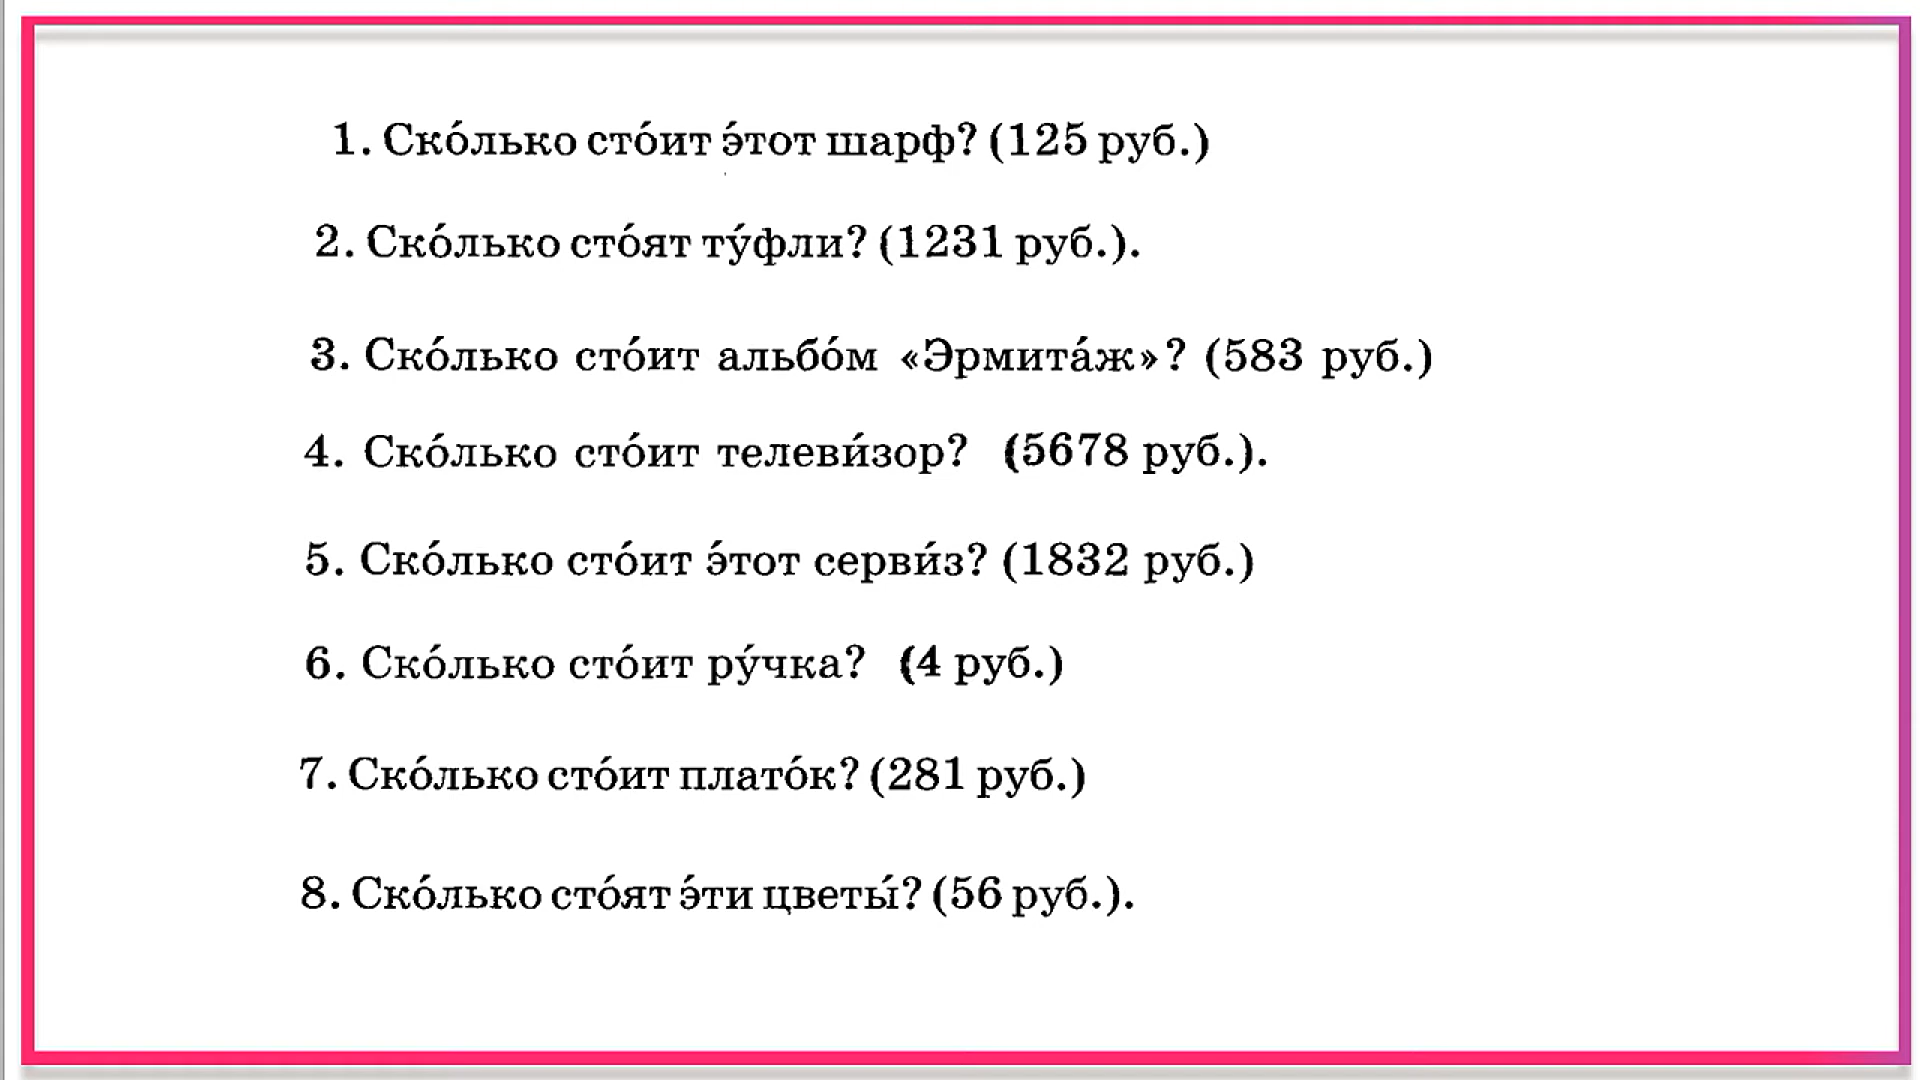 1. Ско́лько сто́ит э́тот шарф? (125 руб.)
2. Ско́лько сто́ят ту́фли? (1231 руб.).
3. Ско́лько сто́ит альбо́м «Эрмита́ж»? (583 руб.)
4. Ско́лько сто́ит телеви́зор? (5678 руб.).
5. Ско́лько сто́ит э́тот серви́з? (1832 руб.)
6. Ско́лько сто́ит ру́чка? (4 руб.)
7. Ско́лько сто́ит плато́к? (281 руб.)
8. Ско́лько сто́ят э́ти цветы́? (56 руб.).